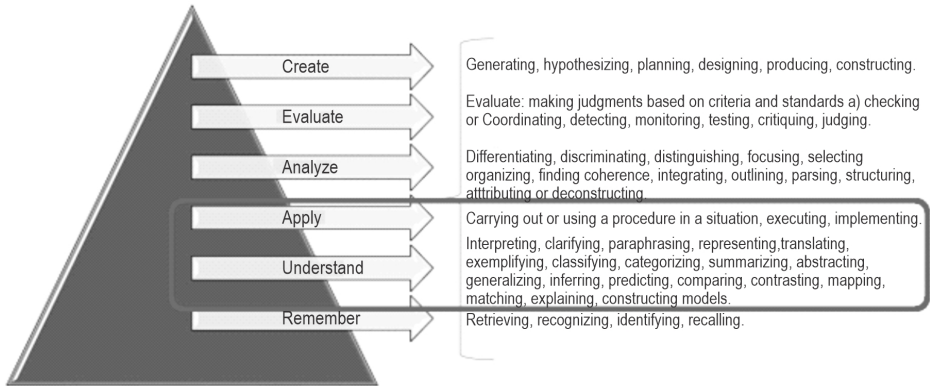 Create
Generating, hypothesizing, planning, designing, producing, constructing.
Evaluate
Evaluate: making judgments based on criteria and standards a) checking
or Coordinating, detecting, monitoring, testing, critiquing, judging.
Analyze
Differentiating, discriminating, distinguishing, focusing, selecting
organizing, finding coherence, integrating, outlining, parsing, structuring,
atttributing or deconstructing.
Apply
Carrying out or using a procedure in a situation, executing, implementing.
Understand
Interpreting, clarifying, paraphrasing, representing,translating,
exemplifying, classifying, categorizing, summarizing, abstracting,
generalizing, inferring, predicting, comparing, contrasting, mapping,
matching, explaining, constructing models.
Remember
Retrieving, recognizing, identifying, recalling.